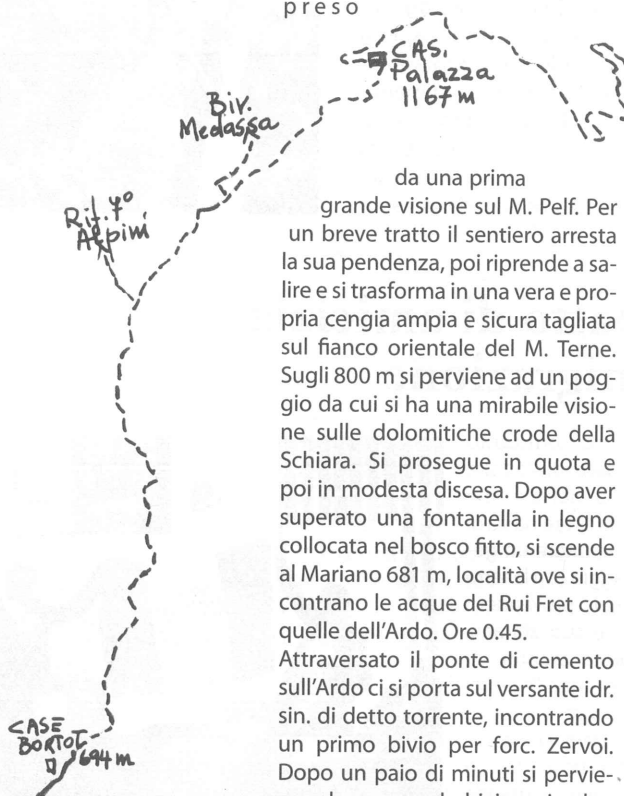 preso
CAS.
Palazza
1167 m
Biv.
Medassa
Rif. 7°
Alpini
da una prima
grande visione sul M. Pelf. Per
un breve tratto il sentiero arresta
la sua pendenza, poi riprende a sa-
lire e si trasforma in una vera e pro-
pria cengia ampia e sicura tagliata
sul fianco orientale del M. Terne.
Sugli 800 m si perviene ad un pog-
gio da cui si ha una mirabile visio-
ne sulle dolomitiche crode della
Schiara. Si prosegue in quota e
poi in modesta discesa. Dopo aver
superato una fontanella in legno
collocata nel bosco fitto, si scende
al Mariano 681 m, località ove si in-
contrano le acque del Rui Fret con
quelle dell'Ardo. Ore 0.45.
Attraversato il ponte di cemento
sull'Ardo ci si porta sul versante idr.
sin. di detto torrente, incontrando
un primo bivio per forc. Zervoi.
Dopo un paio di minuti si pervie-
CASE
BORTOT
694 m